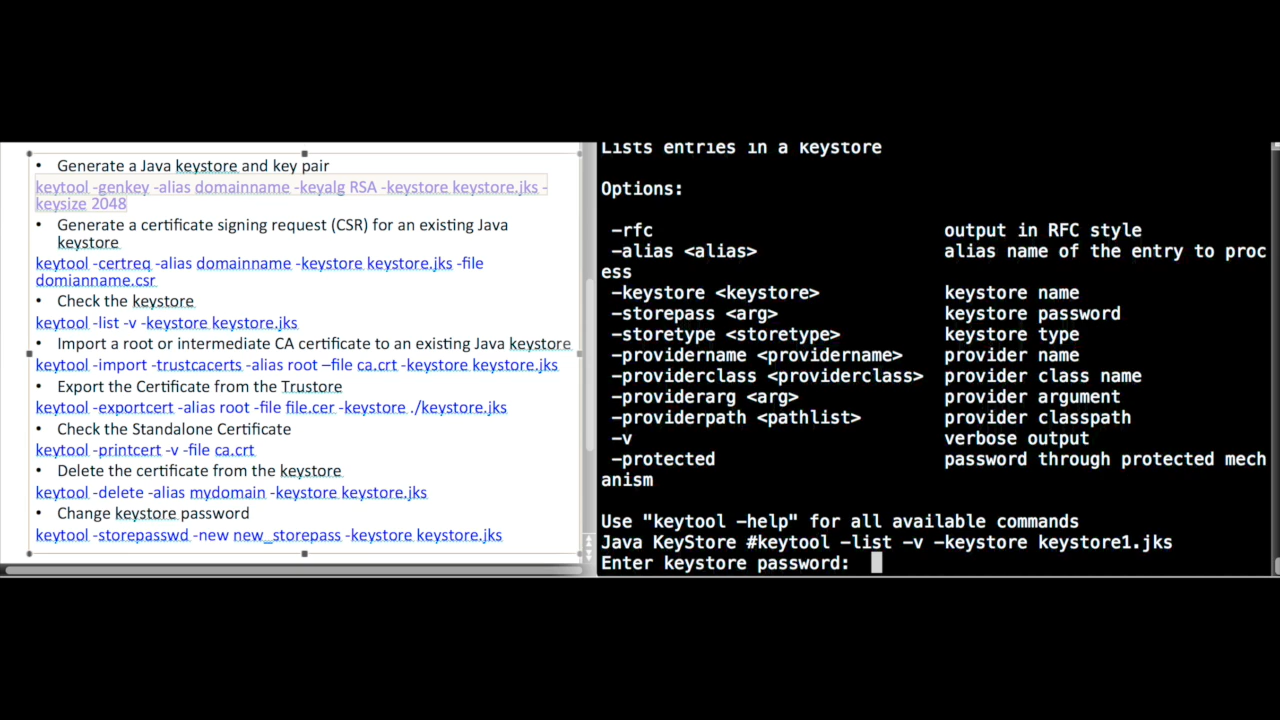 • Generate a Java keystore and key pair
keytool -genkey -alias domainname -keyalg RSA -keystore keystore.jks -
keysize 2048
• Generate a certificate signing request (CSR) for an existing Java
keystore
keytool -certreq -alias domainname -keystore keystore.jks -file
domianname.csr
• Check the keystore
keytool -list -v -keystore keystore.jks
• Import a root or intermediate CA certificate to an existing Java keystore
keytool -import -trustcacerts -alias root –file ca.crt -keystore keystore.jks
• Export the Certificate from the Trustore
keytool -exportcert -alias root -file file.cer -keystore ./keystore.jks
• Check the Standalone Certificate
keytool -printcert -v -file ca.crt
• Delete the certificate from the keystore
keytool -delete -alias mydomain -keystore keystore.jks
• Change keystore password
keytool -storepasswd -new new_storepass -keystore keystore.jks
Lists entries in a keystore
Options:
-rfc output in RFC style
-alias <alias> alias name of the entry to proc
ess
-keystore <keystore> keystore name
-storepass <arg> keystore password
-storetype <storetype> keystore type
-providername <providername> provider name
-providerclass <providerclass> provider class name
-providerarg <arg> provider argument
-providerpath <pathlist> provider classpath
-v verbose output
-protected password through protected mech
anism
Use "keytool -help" for all available commands
Java KeyStore #keytool -list -v -keystore keystore1.jks
Enter keystore password: